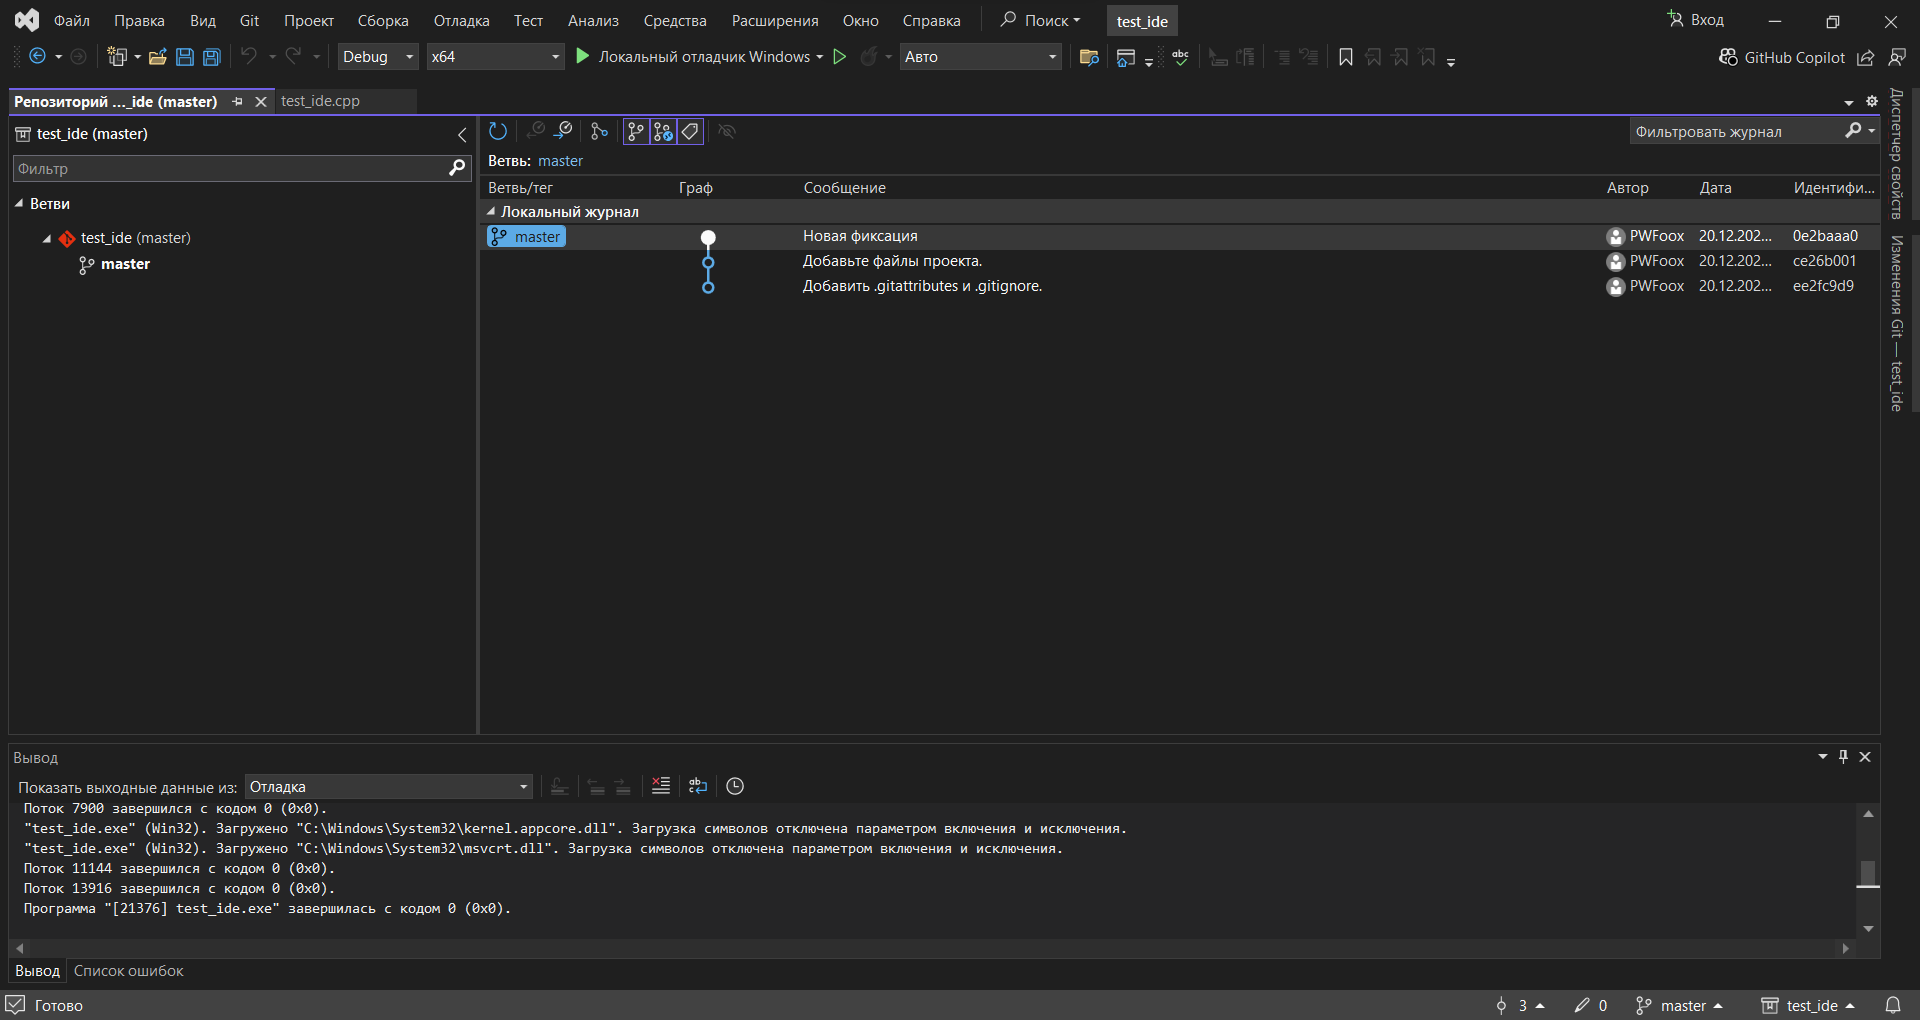 Файл Правка Вид Git Проект Сборка Отладка Тест Анализ Средства Расширения Окно Справка Поиск test_ide Вход
Debug x64 Локальный отладчик Windows Авто abc GitHub Copilot
Репозиторий ..._ide (master) test_ide.cpp
test_ide (master)
Фильтр
Ветви
test_ide (master)
master
Фильтровать журнал
Ветвь: master
Ветвь/тег Граф Сообщение Автор Дата Идентифи...
Локальный журнал
master Новая фиксация PWFoox 20.12.202... 0e2baaa0
Добавьте файлы проекта. PWFoox 20.12.202... ce26b001
Добавить .gitattributes и .gitignore. PWFoox 20.12.202... ee2fc9d9
Диспетчер свойств
Изменения Git — test_ide
Вывод
Показать выходные данные из: Отладка
Поток 7900 завершился с кодом 0 (0x0).
"test_ide.exe" (Win32). Загружено "C:\Windows\System32\kernel.appcore.dll". Загрузка символов отключена параметром включения и исключения.
"test_ide.exe" (Win32). Загружено "C:\Windows\System32\msvcrt.dll". Загрузка символов отключена параметром включения и исключения.
Поток 11144 завершился с кодом 0 (0x0).
Поток 13916 завершился с кодом 0 (0x0).
Программа "[21376] test_ide.exe" завершилась с кодом 0 (0x0).
Вывод Список ошибок
Готово 3 0 master test_ide